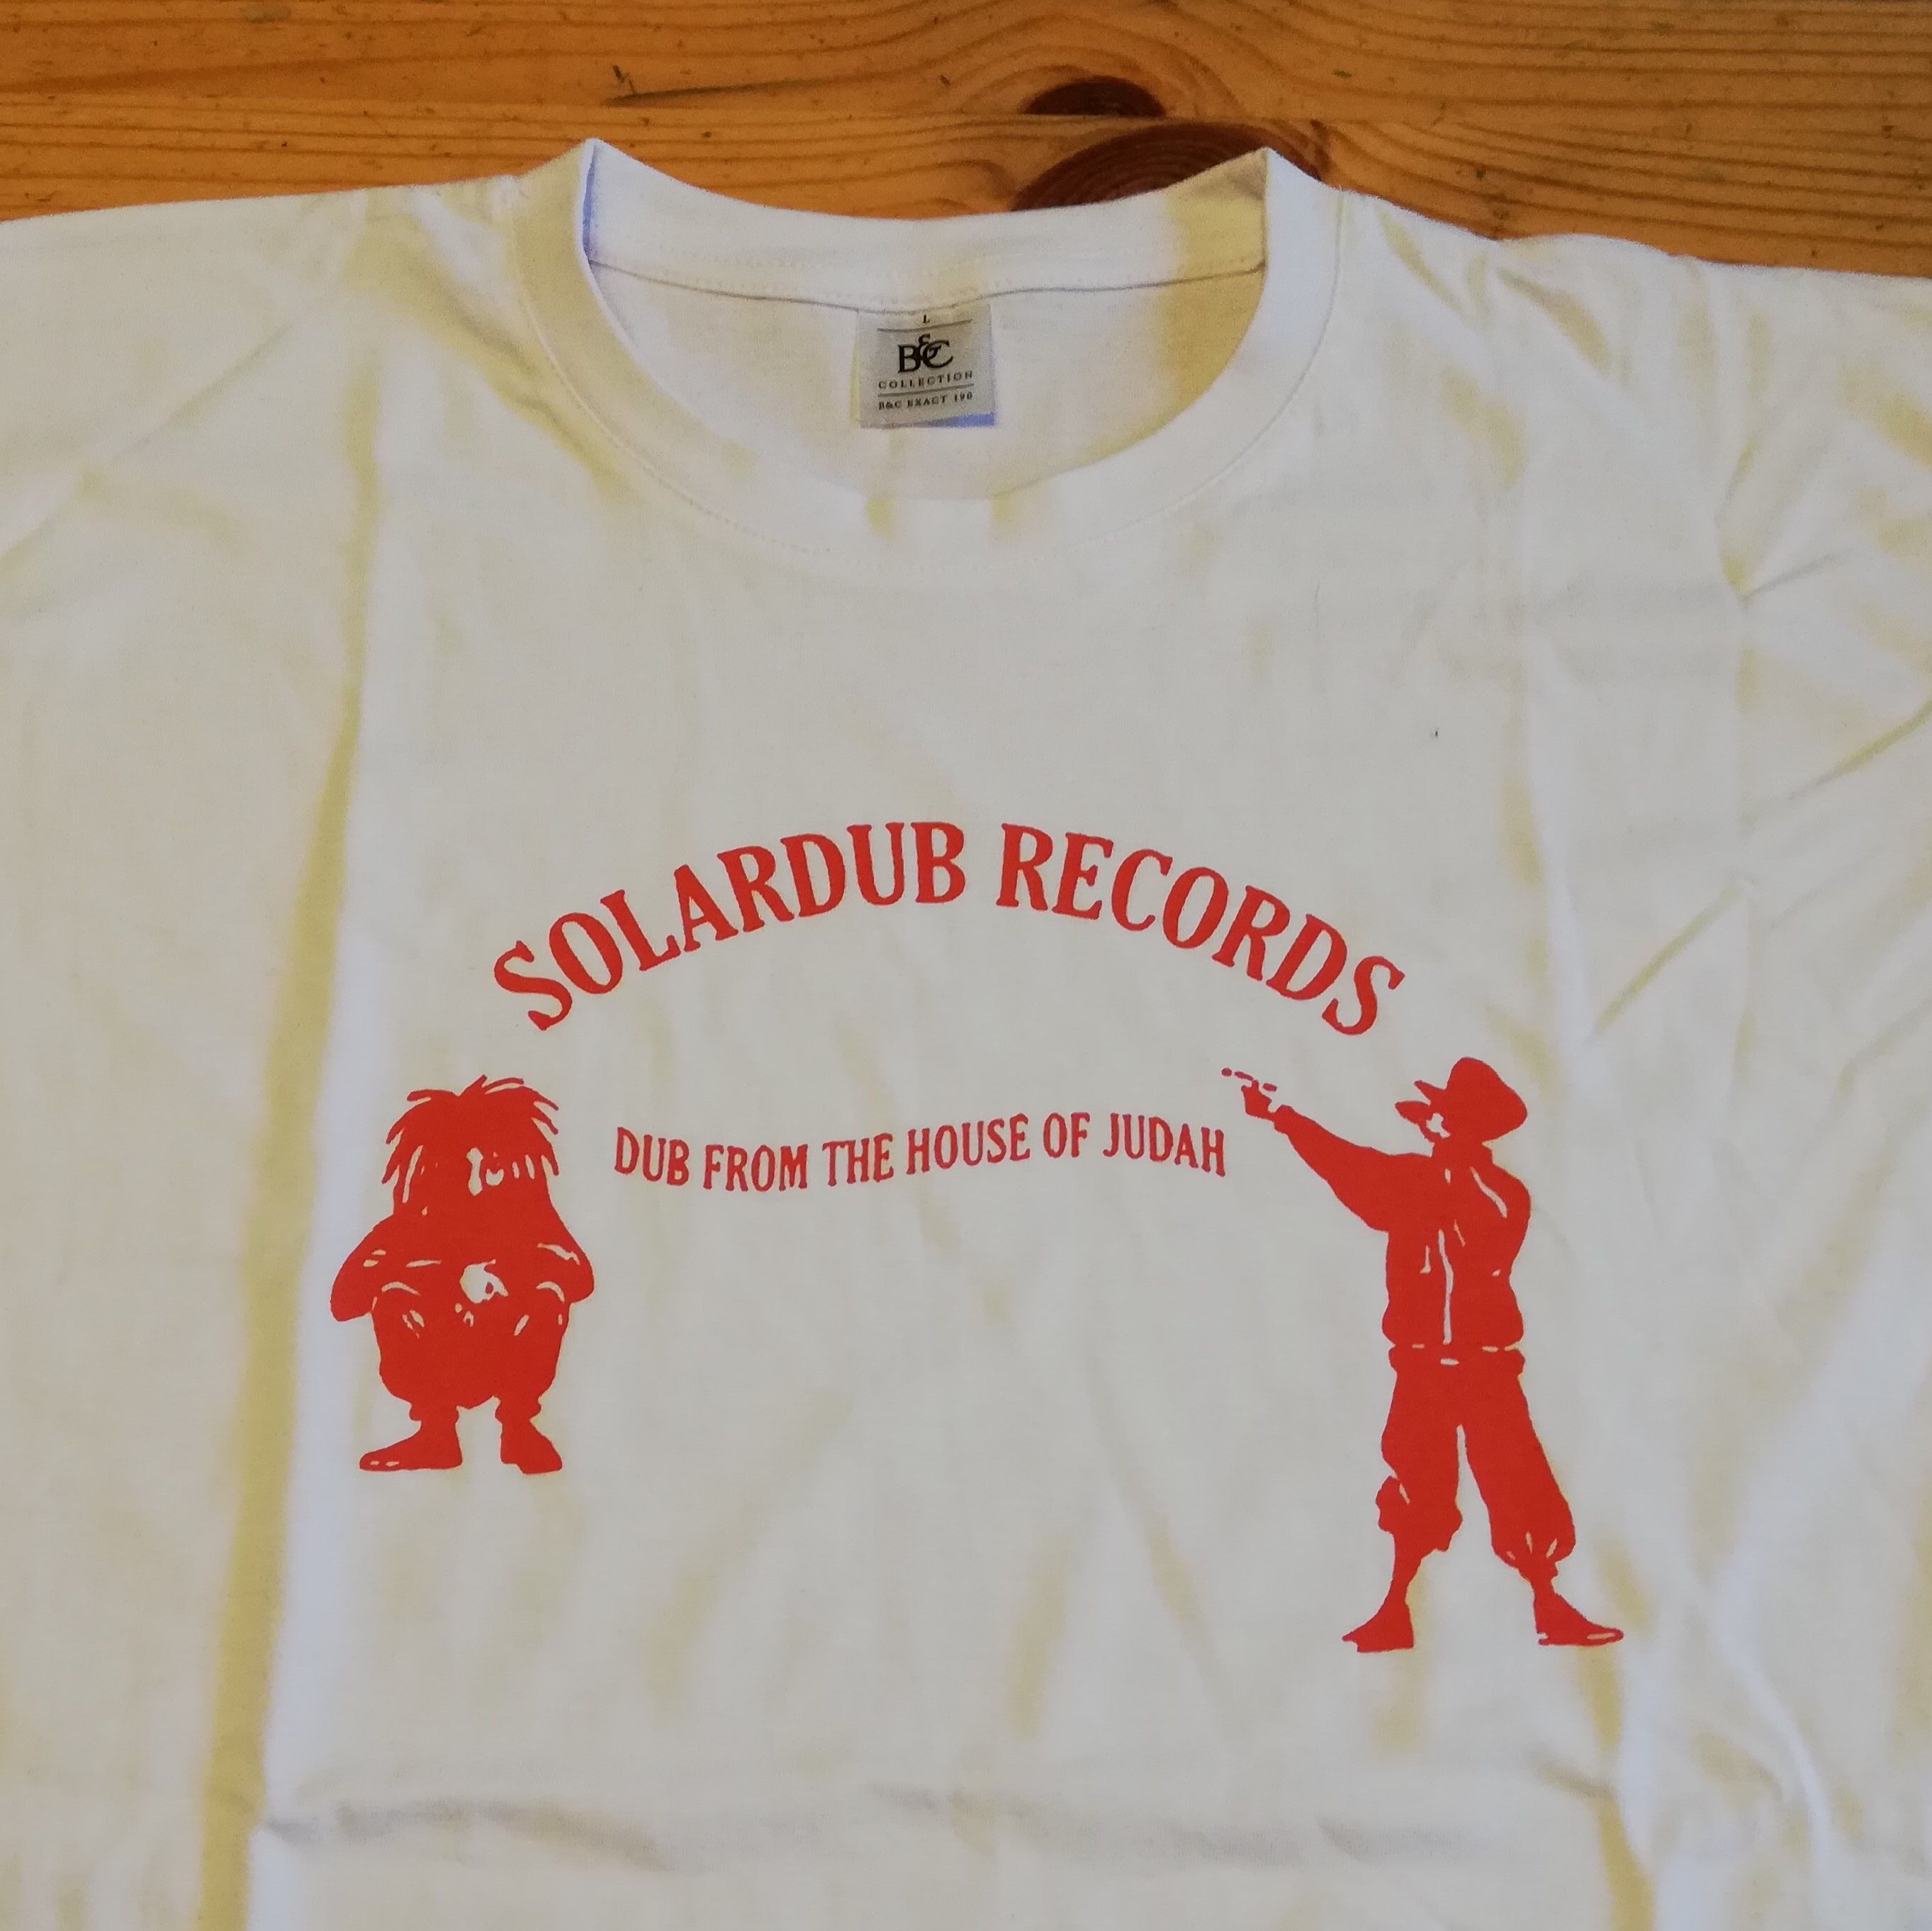 L
B&C
COLLECTION
B&C EXACT 190
SOLARDUB RECORDS
DUB FROM THE HOUSE OF JUDAH